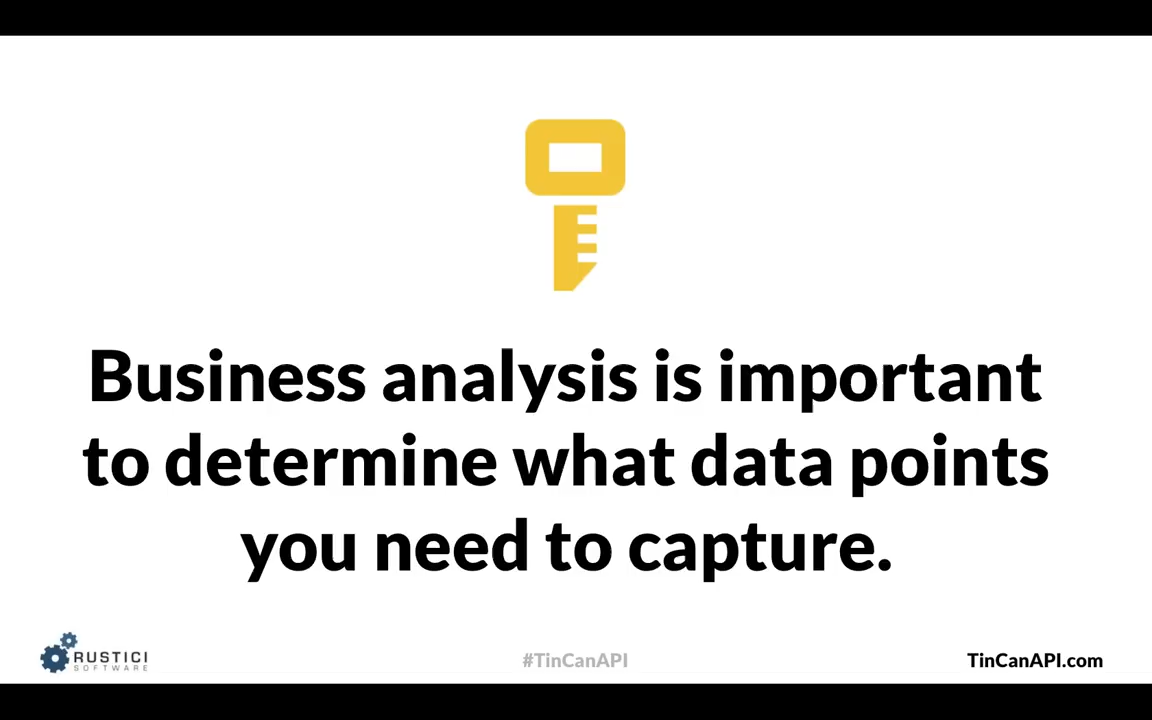 Business analysis is important
to determine what data points
you need to capture.
RUSTICI
SOFTWARE
#TinCanAPI
TinCanAPI.com